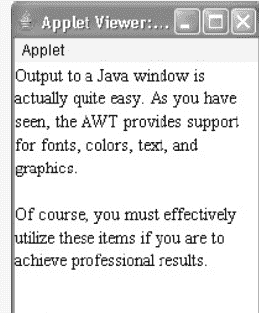 Applet Viewer:...
Applet
Output to a Java window is
actually quite easy. As you have
seen, the AWT provides support
for fonts, colors, text, and
graphics.
Of course, you must effectively
utilize these items if you are to
achieve professional results.